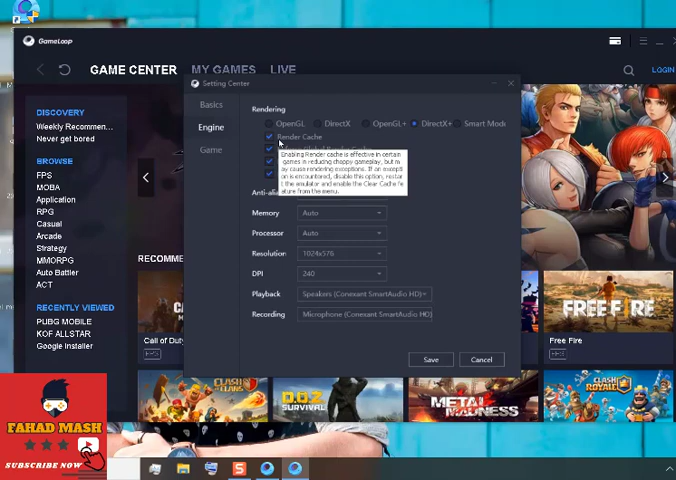 GameLoop
GAME CENTER
MY GAMES
LIVE
LOGIN
DISCOVERY
Weekly Recommen...
Never get bored
BROWSE
FPS
MOBA
Application
RPG
Casual
Arcade
Strategy
MMORPG
Auto Battler
ACT
RECENTLY VIEWED
PUBG MOBILE
KOF ALLSTAR
Google Installer
Setting Center
Basics
Engine
Game
Rendering
OpenGL
DirectX
OpenGL+
DirectX+
Smart Mode
Render Cache
Enabling Render cache is effective in certain
games in reducing choppy gameplay, but m
ay cause rendering exceptions. If an excepti
on is encountered, disable this option, restar
t the emulator and enable the Clear Cache fe
ature from the menu.
Anti-alia
Memory
Auto
Processor
Auto
Resolution
1024x576
DPI
240
Playback
Speakers (Conexant SmartAudio HD)
Recording
Microphone (Conexant SmartAudio HD)
Save
Cancel
RECOMME
Call of Duty
FPS
FREE FIRE
Free Fire
FPS
CLASH OF CLANS
D.O.Z
SURVIVAL
METAL
MADNESS
CLASH ROYALE
FAHAD MASH
SUBSCRIBE NOW